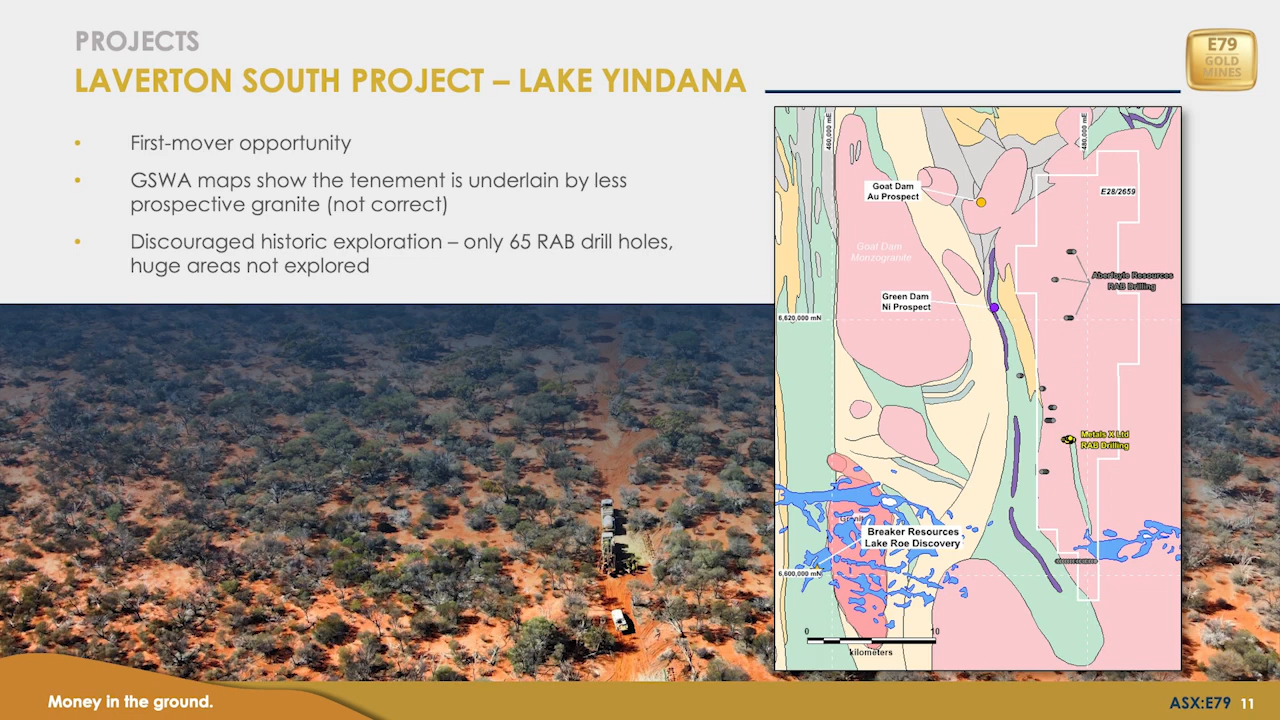 PROJECTS
LAVERTON SOUTH PROJECT – LAKE YINDANA
E79
GOLD
MINES
• First-mover opportunity
• GSWA maps show the tenement is underlain by less
prospective granite (not correct)
• Discouraged historic exploration – only 65 RAB drill holes,
huge areas not explored
460,000 mE
480,000 mE
E28/2659
Goat Dam
Au Prospect
Goat Dam
Monzogranite
Aberfoyle Resources
RAB Drilling
Green Dam
Ni Prospect
6,620,000 mN
Metals X Ltd
RAB Drilling
Breaker Resources
Lake Roe Discovery
6,600,000 mN
0 10
kilometers
Money in the ground.
ASX:E79 11